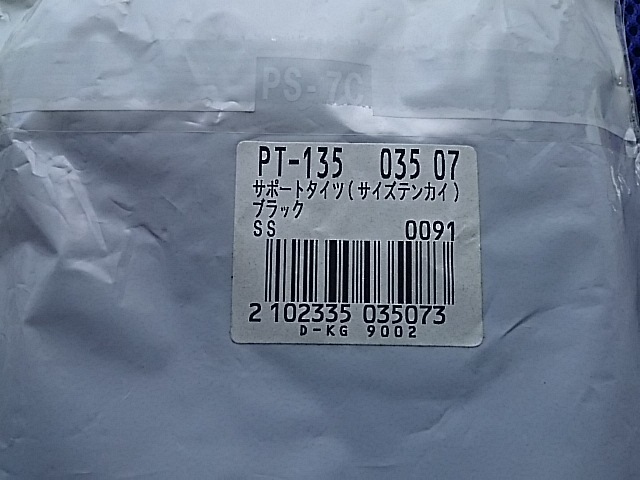 PS-70
PT-135 035 07
サポートタイツ(サイズテンカイ)
ブラック
SS 0091
2 102335 035073
D-KG 9002